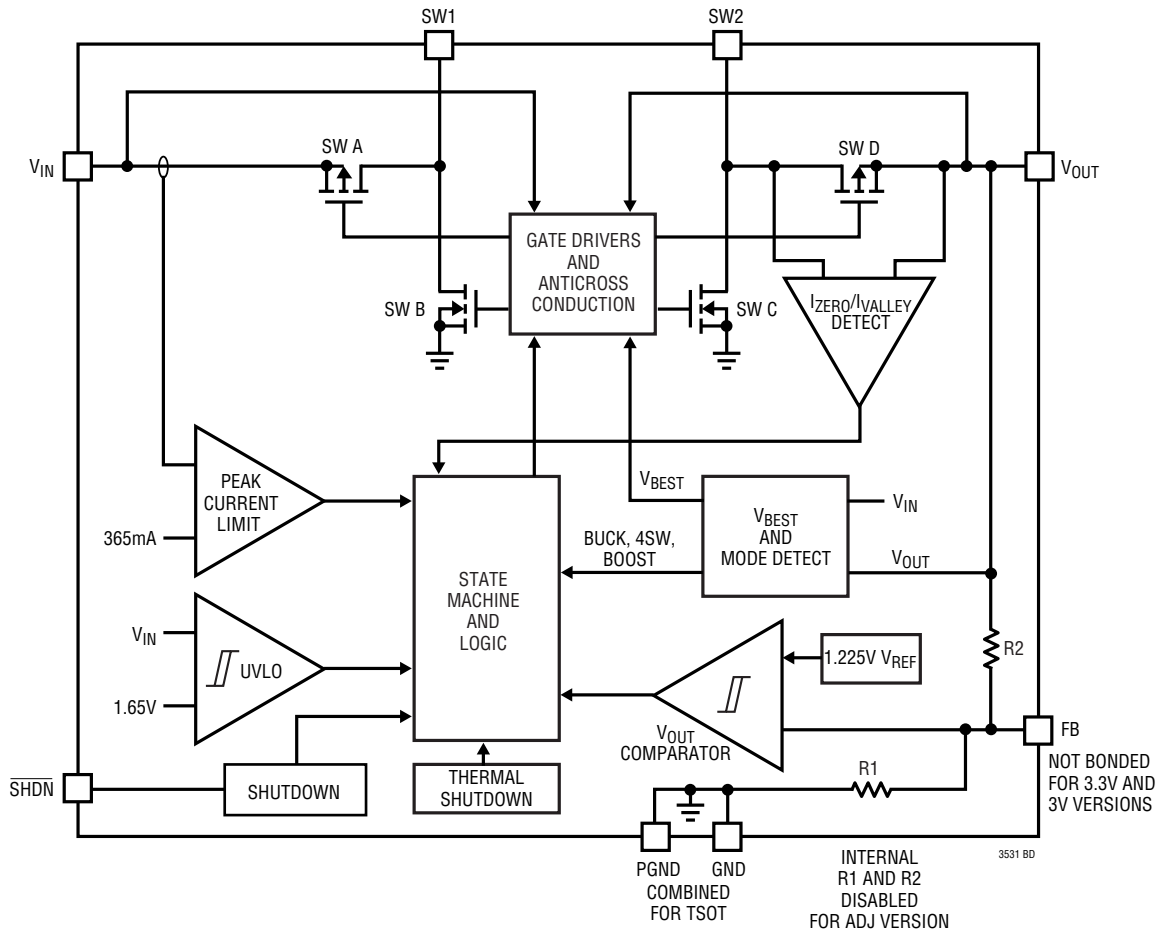 SW1
SW2
SW A
SW D
VIN
VOUT
GATE DRIVERS
AND
ANTICROSS
CONDUCTION
SW B
SW C
IZERO/IVALLEY
DETECT
PEAK
CURRENT
LIMIT
365mA
VBEST
VBEST
AND
MODE DETECT
VIN
VOUT
BUCK, 4SW,
BOOST
STATE
MACHINE
AND
LOGIC
VIN
UVLO
1.65V
1.225V VREF
R2
VOUT
COMPARATOR
FB
NOT BONDED
FOR 3.3V AND
3V VERSIONS
R1
SHDN
SHUTDOWN
THERMAL
SHUTDOWN
PGND
GND
COMBINED
FOR TSOT
INTERNAL
R1 AND R2
DISABLED
FOR ADJ VERSION
3531 BD